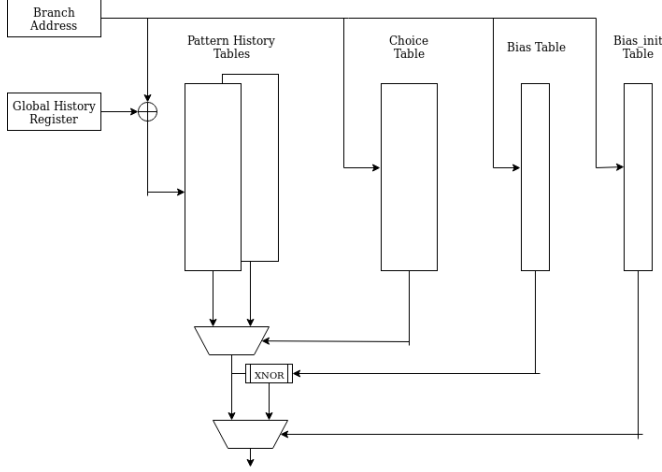 Branch
Address
Pattern History
Tables
Choice
Table
Bias Table
Bias_init
Table
Global History
Register
XNOR